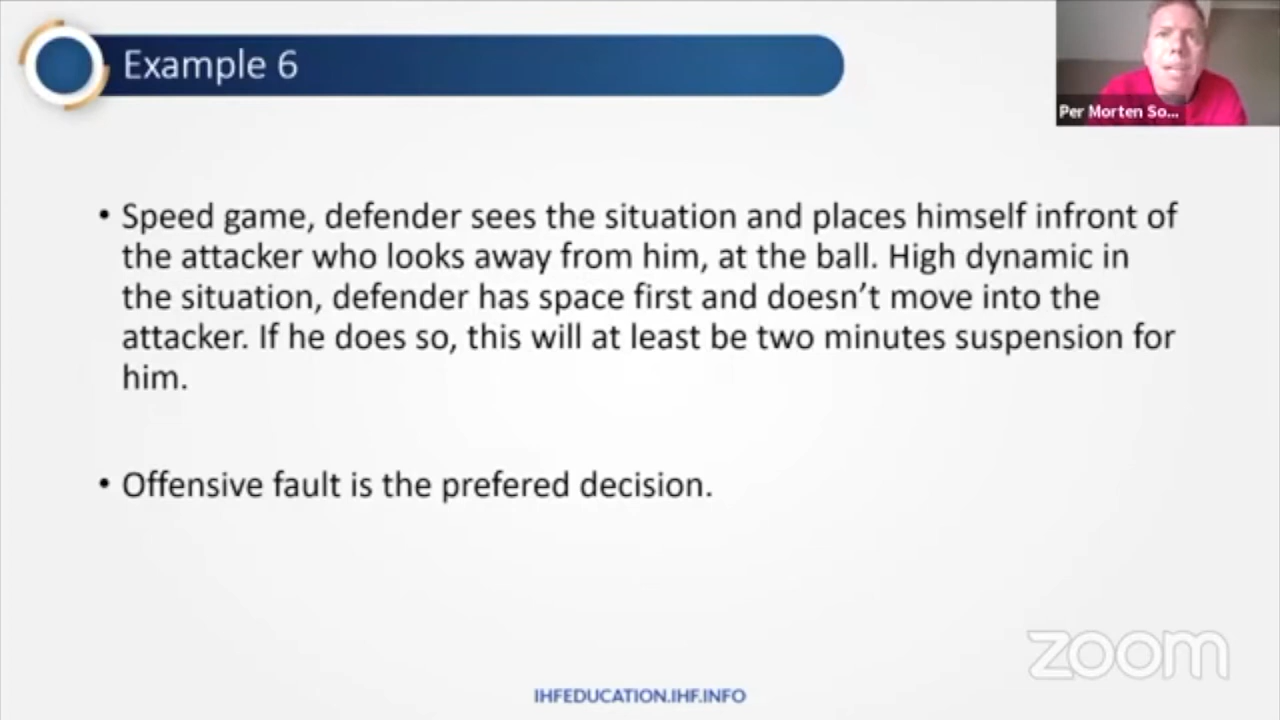 Example 6
Per Morten So...
• Speed game, defender sees the situation and places himself infront of
the attacker who looks away from him, at the ball. High dynamic in
the situation, defender has space first and doesn’t move into the
attacker. If he does so, this will at least be two minutes suspension for
him.
• Offensive fault is the prefered decision.
zoom
IHFEDUCATION.IHF.INFO